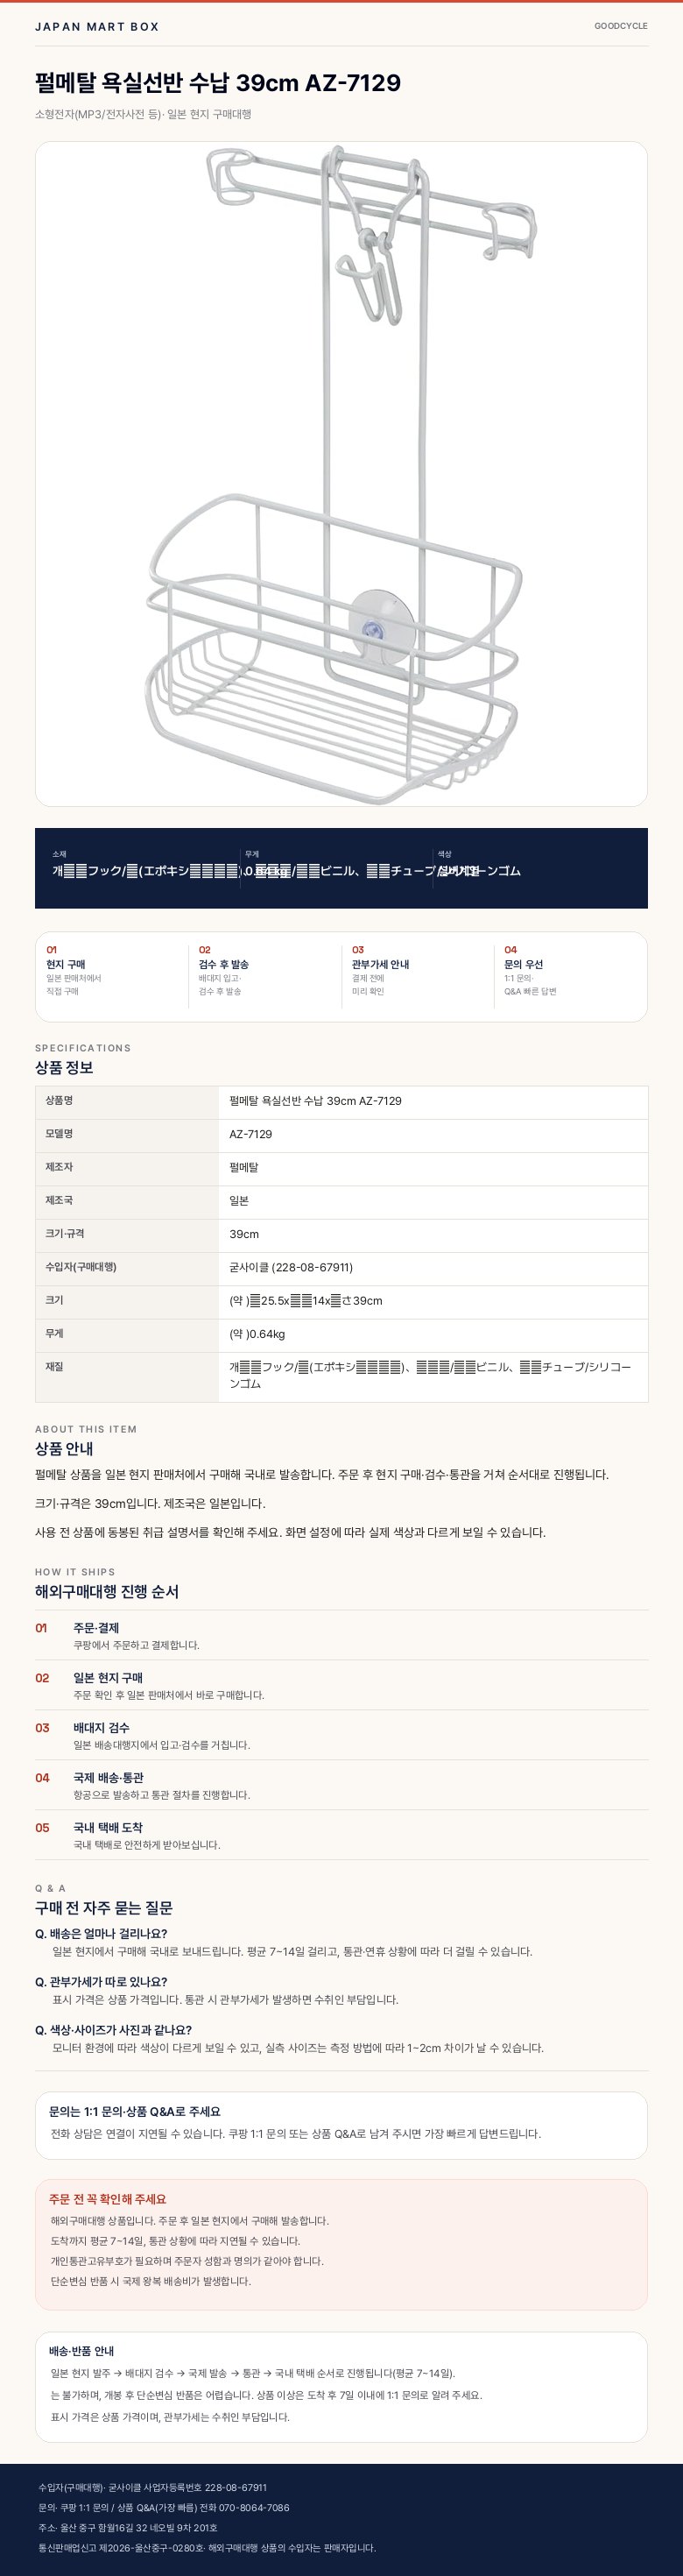 JAPAN MART BOX
GOODCYCLE
펄메탈 욕실선반 수납 39cm AZ-7129
소형전자(MP3/전자사전 등)· 일본 현지 구매대행
소재
무게
색상
01
현지 구매
일본 판매처에서
직접 구매
02
검수 후 발송
배대지 입고·
검수 후 발송
03
관부가세 안내
결제 전에
미리 확인
04
문의 우선
1:1 문의·
Q&A 빠른 답변
SPECIFICATIONS
상품 정보
상품명 펄메탈 욕실선반 수납 39cm AZ-7129
모델명 AZ-7129
제조자 펄메탈
제조국 일본
크기·규격 39cm
수입자(구매대행) 굳사이클 (228-08-67911)
크기 (약 )25.5x14xさ39cm
무게 (약 )0.64kg
재질 개フック/(エポキシ)、/ビニル、チューブ/シリコー
ンゴム
ABOUT THIS ITEM
상품 안내
펄메탈 상품을 일본 현지 판매처에서 구매해 국내로 발송합니다. 주문 후 현지 구매·검수·통관을 거쳐 순서대로 진행됩니다.
크기·규격은 39cm입니다. 제조국은 일본입니다.
사용 전 상품에 동봉된 취급 설명서를 확인해 주세요. 화면 설정에 따라 실제 색상과 다르게 보일 수 있습니다.
HOW IT SHIPS
해외구매대행 진행 순서
01 주문·결제
쿠팡에서 주문하고 결제합니다.
02 일본 현지 구매
주문 확인 후 일본 판매처에서 바로 구매합니다.
03 배대지 검수
일본 배송대행지에서 입고·검수를 거칩니다.
04 국제 배송·통관
항공으로 발송하고 통관 절차를 진행합니다.
05 국내 택배 도착
국내 택배로 안전하게 받아보십니다.
Q & A
구매 전 자주 묻는 질문
Q. 배송은 얼마나 걸리나요?
일본 현지에서 구매해 국내로 보내드립니다. 평균 7~14일 걸리고, 통관·연휴 상황에 따라 더 걸릴 수 있습니다.
Q. 관부가세가 따로 있나요?
표시 가격은 상품 가격입니다. 통관 시 관부가세가 발생하면 수취인 부담입니다.
Q. 색상·사이즈가 사진과 같나요?
모니터 환경에 따라 색상이 다르게 보일 수 있고, 실측 사이즈는 측정 방법에 따라 1~2cm 차이가 날 수 있습니다.
문의는 1:1 문의·상품 Q&A로 주세요
전화 상담은 연결이 지연될 수 있습니다. 쿠팡 1:1 문의 또는 상품 Q&A로 남겨 주시면 가장 빠르게 답변드립니다.
주문 전 꼭 확인해 주세요
해외구매대행 상품입니다. 주문 후 일본 현지에서 구매해 발송합니다.
도착까지 평균 7~14일, 통관 상황에 따라 지연될 수 있습니다.
개인통관고유부호가 필요하며 주문자 성함과 명의가 같아야 합니다.
단순변심 반품 시 국제 왕복 배송비가 발생합니다.
배송·반품 안내
일본 현지 발주 → 배대지 검수 → 국제 발송 → 통관 → 국내 택배 순서로 진행됩니다(평균 7~14일).
는 불가하며, 개봉 후 단순변심 반품은 어렵습니다. 상품 이상은 도착 후 7일 이내에 1:1 문의로 알려 주세요.
표시 가격은 상품 가격이며, 관부가세는 수취인 부담입니다.
수입자(구매대행)· 굳사이클 사업자등록번호 228-08-67911
문의· 쿠팡 1:1 문의 / 상품 Q&A(가장 빠름) 전화 070-8064-7086
주소· 울산 중구 함월16길 32 네오빌 9차 201호
통신판매업신고 제2026-울산중구-0280호· 해외구매대행 상품의 수입자는 판매자입니다.